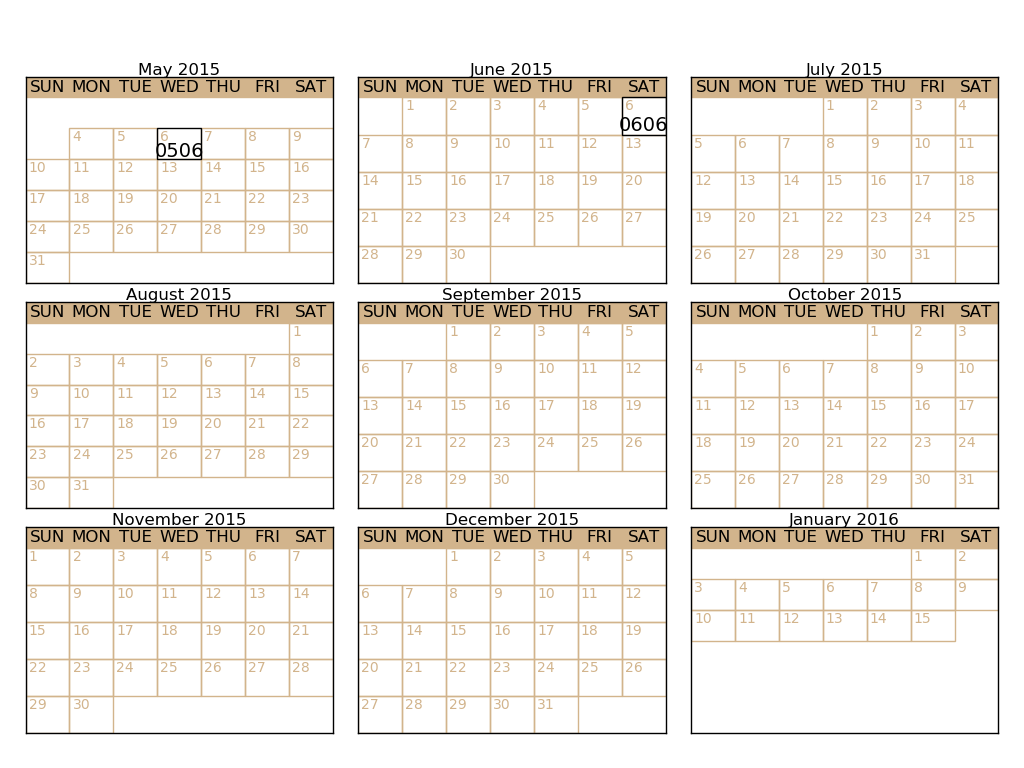 May 2015
SUN MON TUE WED THU FRI SAT
4 5 6 7 8 9
0506
10 11 12 13 14 15 16
17 18 19 20 21 22 23
24 25 26 27 28 29 30
31
June 2015
SUN MON TUE WED THU FRI SAT
1 2 3 4 5 6
0606
7 8 9 10 11 12 13
14 15 16 17 18 19 20
21 22 23 24 25 26 27
28 29 30
July 2015
SUN MON TUE WED THU FRI SAT
1 2 3 4
5 6 7 8 9 10 11
12 13 14 15 16 17 18
19 20 21 22 23 24 25
26 27 28 29 30 31
August 2015
SUN MON TUE WED THU FRI SAT
1
2 3 4 5 6 7 8
9 10 11 12 13 14 15
16 17 18 19 20 21 22
23 24 25 26 27 28 29
30 31
September 2015
SUN MON TUE WED THU FRI SAT
1 2 3 4 5
6 7 8 9 10 11 12
13 14 15 16 17 18 19
20 21 22 23 24 25 26
27 28 29 30
October 2015
SUN MON TUE WED THU FRI SAT
1 2 3
4 5 6 7 8 9 10
11 12 13 14 15 16 17
18 19 20 21 22 23 24
25 26 27 28 29 30 31
November 2015
SUN MON TUE WED THU FRI SAT
1 2 3 4 5 6 7
8 9 10 11 12 13 14
15 16 17 18 19 20 21
22 23 24 25 26 27 28
29 30
December 2015
SUN MON TUE WED THU FRI SAT
1 2 3 4 5
6 7 8 9 10 11 12
13 14 15 16 17 18 19
20 21 22 23 24 25 26
27 28 29 30 31
January 2016
SUN MON TUE WED THU FRI SAT
1 2
3 4 5 6 7 8 9
10 11 12 13 14 15